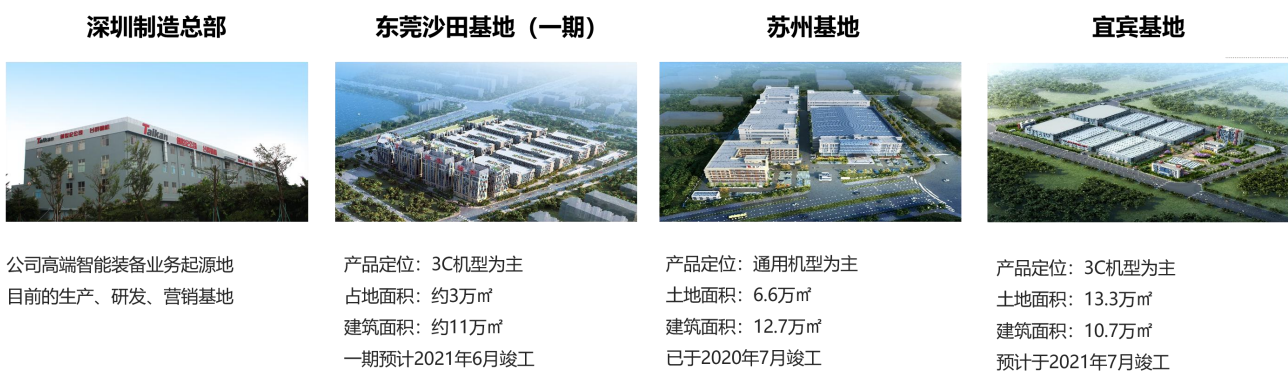 深圳制造总部
东莞沙田基地（一期）
苏州基地
宜宾基地
Taikan
Taikan
公司高端智能装备业务起源地
目前的生产、研发、营销基地
产品定位：3C机型为主
占地面积：约3万㎡
建筑面积：约11万㎡
一期预计2021年6月竣工
产品定位：通用机型为主
土地面积：6.6万㎡
建筑面积：12.7万㎡
已于2020年7月竣工
产品定位：3C机型为主
土地面积：13.3万㎡
建筑面积：10.7万㎡
预计于2021年7月竣工